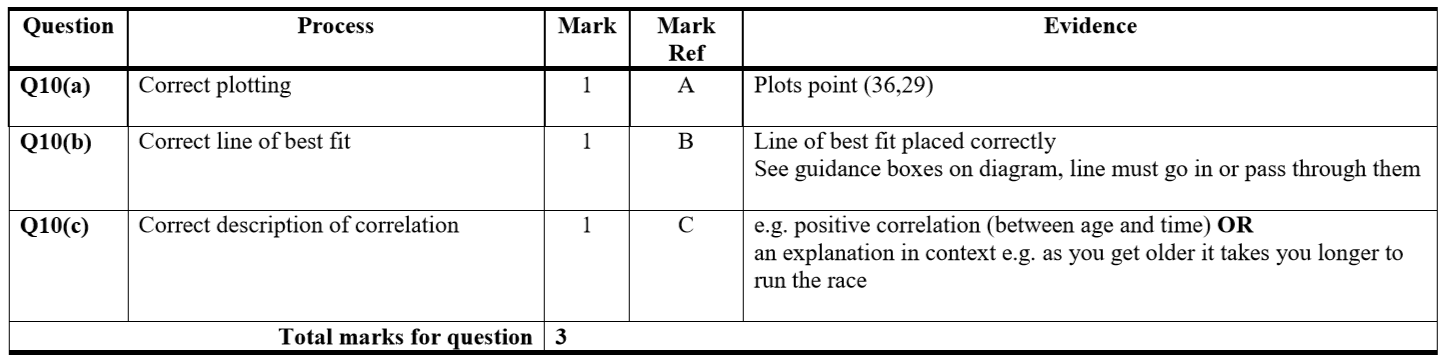 Question Process Mark Mark Ref Evidence
Q10(a) Correct plotting 1 A Plots point (36,29)
Q10(b) Correct line of best fit 1 B Line of best fit placed correctly
See guidance boxes on diagram, line must go in or pass through them
Q10(c) Correct description of correlation 1 C e.g. positive correlation (between age and time) OR
an explanation in context e.g. as you get older it takes you longer to
run the race
Total marks for question 3